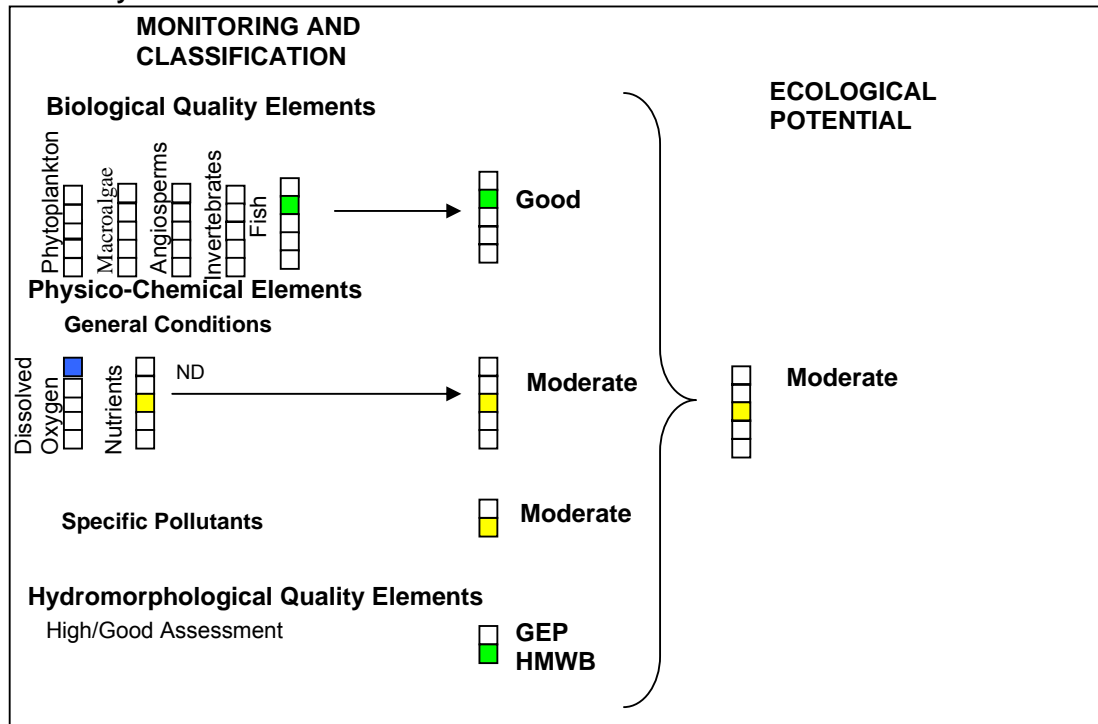 MONITORING AND
CLASSIFICATION
Biological Quality Elements
ECOLOGICAL
POTENTIAL
Phytoplankton
Macroalgae
Angiosperms
Invertebrates
Fish
Good
Physico-Chemical Elements
General Conditions
Dissolved
Oxygen
Nutrients
ND
Moderate
Moderate
Specific Pollutants
Moderate
Hydromorphological Quality Elements
High/Good Assessment
GEP
HMWB